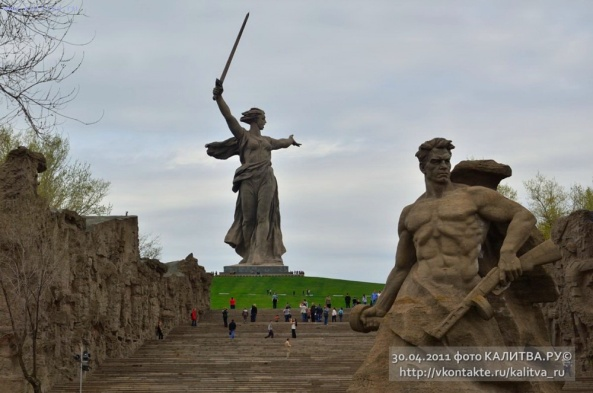 30.04.2011 фото КАЛИТВА.РУ©
http://vkontakte.ru/kalitva_ru